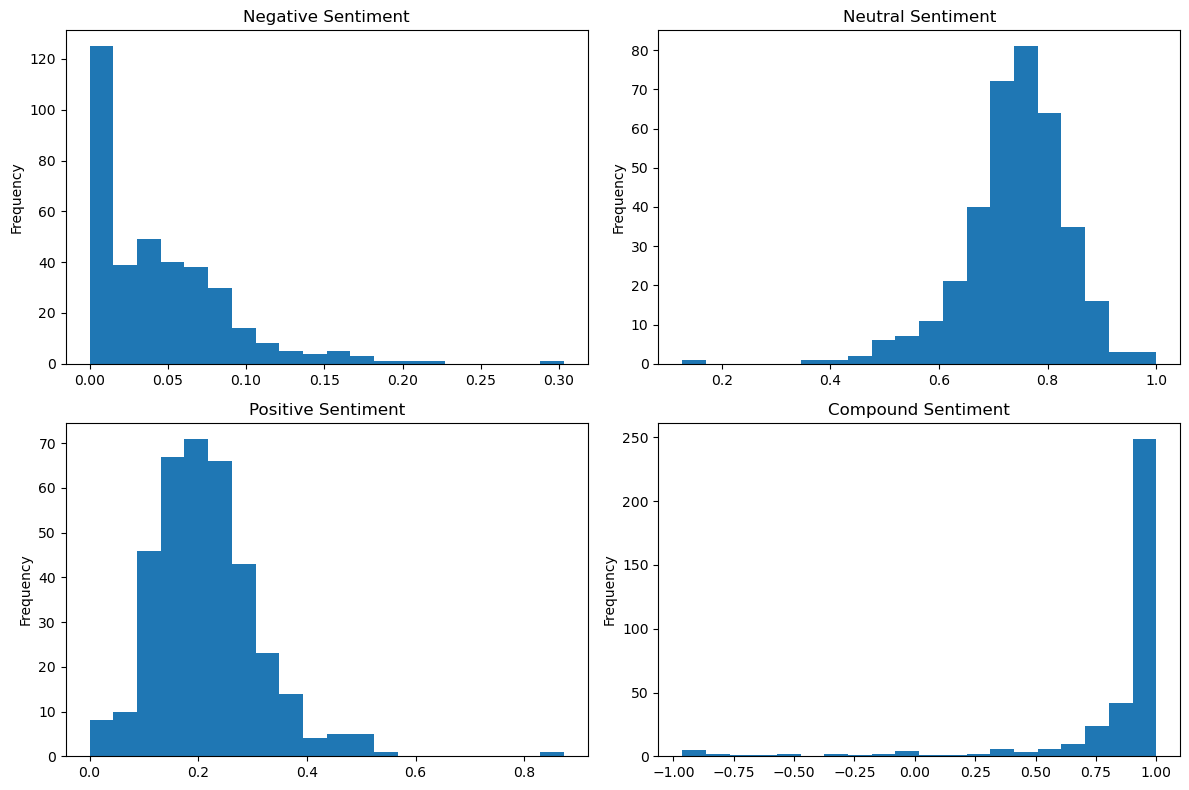 Negative Sentiment
Frequency
120
100
80
60
40
20
0
0.00 0.05 0.10 0.15 0.20 0.25 0.30
Neutral Sentiment
Frequency
80
70
60
50
40
30
20
10
0
0.2 0.4 0.6 0.8 1.0
Positive Sentiment
Frequency
70
60
50
40
30
20
10
0
0.0 0.2 0.4 0.6 0.8
Compound Sentiment
Frequency
250
200
150
100
50
0
−1.00 −0.75 −0.50 −0.25 0.00 0.25 0.50 0.75 1.00